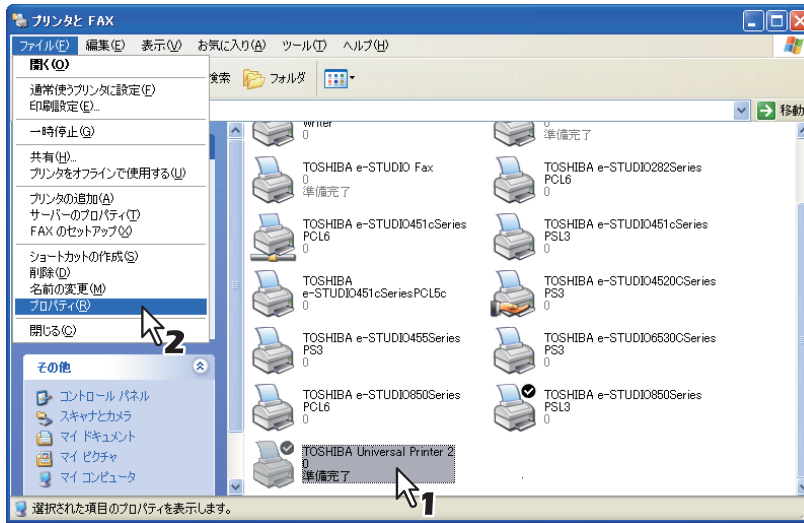 プリンタと FAX
ファイル(F) 編集(E) 表示(V) お気に入り(A) ツール(T) ヘルプ(H)
開く(O)
通常使うプリンタに設定(F)
印刷設定(E)...
一時停止(G)
共有(H)...
プリンタをオフラインで使用する(U)
プリンタの追加(A)
サーバーのプロパティ(T)
FAX のセットアップ(X)
ショートカットの作成(S)
削除(D)
名前の変更(M)
プロパティ(R)
閉じる(C)
2
検索 フォルダ
移動
その他
コントロール パネル
スキャナとカメラ
マイ ドキュメント
マイ ピクチャ
マイ コンピュータ
writer
0
準備完了
TOSHIBA e-STUDIO Fax
0
準備完了
TOSHIBA e-STUDIO282Series
PCL6
0
TOSHIBA e-STUDIO451cSeries
PCL6
0
TOSHIBA e-STUDIO451cSeries
PSL3
0
TOSHIBA
e-STUDIO451cSeriesPCL5c
0
TOSHIBA e-STUDIO4520CSeries
PS3
0
TOSHIBA e-STUDIO455Series
PS3
0
TOSHIBA e-STUDIO6530CSeries
PS3
0
TOSHIBA e-STUDIO850Series
PCL6
0
TOSHIBA e-STUDIO850Series
PSL3
0
TOSHIBA Universal Printer 2
0
準備完了
1
選択された項目のプロパティを表示します。